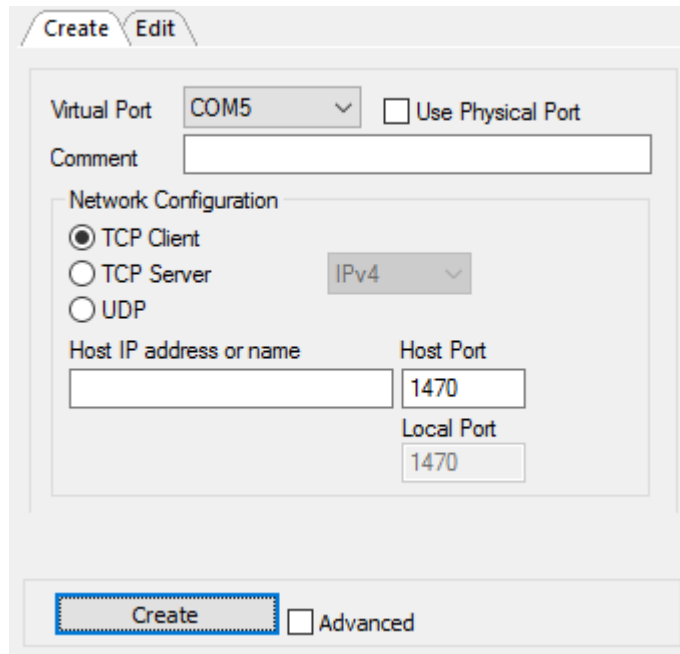 Create Edit
Virtual Port COM5 Use Physical Port
Comment
Network Configuration
TCP Client
TCP Server IPv4
UDP
Host IP address or name Host Port
1470
Local Port
1470
Create Advanced